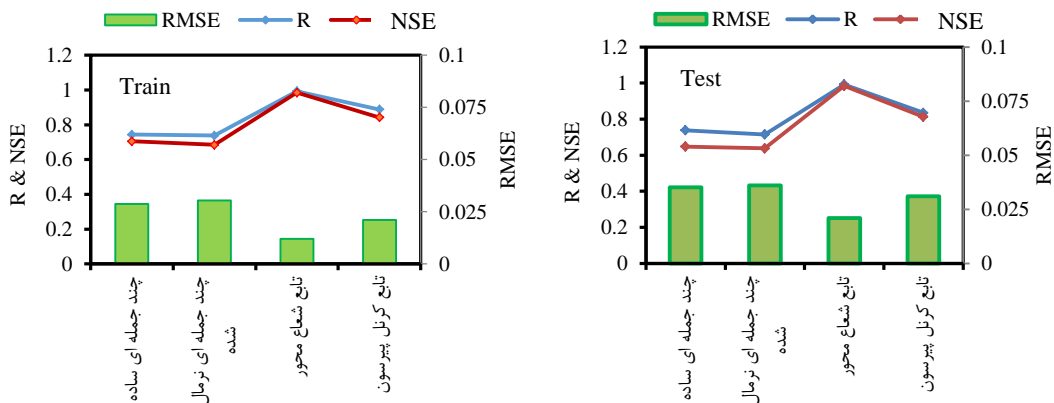 RMSE R NSE
R & NSE
1.2
1
0.8
0.6
0.4
0.2
0
Train
0.1
0.075
0.05
0.025
0
RMSE
چند جمله ای ساده
چند جمله ای نرمال
شده
تابع شعاع محور
تابع کرنل پیرسون
RMSE R NSE
R & NSE
1.2
1
0.8
0.6
0.4
0.2
0
Test
0.1
0.075
0.05
0.025
0
RMSE
چند جمله ای ساده
چند جمله ای نرمال
شده
تابع شعاع محور
تابع کرنل پیرسون